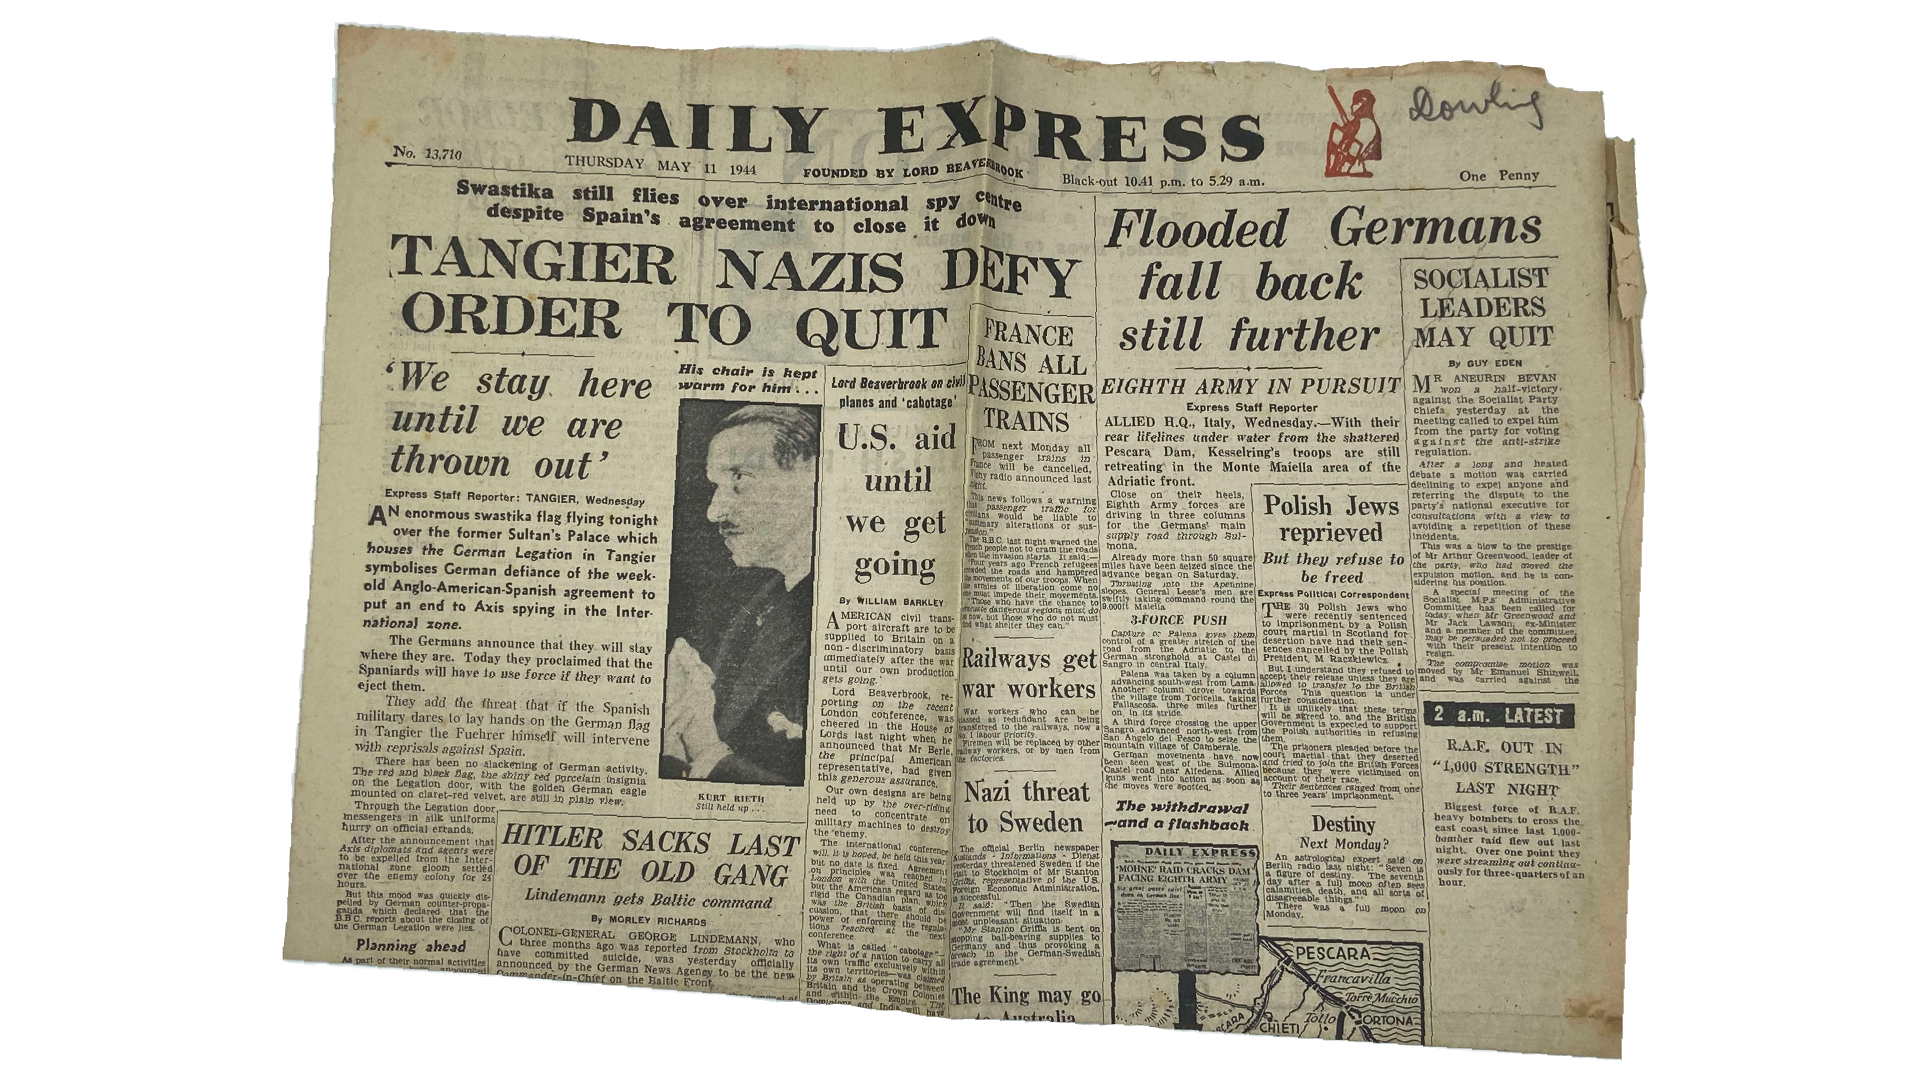 DAILY EXPRESS
Dowling
No. 13,710
THURSDAY MAY 11 1944
FOUNDED BY LORD BEAVERBROOK
Black-out 10.41 p.m. to 5.29 a.m.
One Penny
Swastika still flies over international spy centre
despite Spain's agreement to close it down
TANGIER NAZIS DEFY
ORDER TO QUIT
'We stay here
until we are
thrown out'
Express Staff Reporter: TANGIER, Wednesday
AN enormous swastika flag flying tonight
over the former Sultan's Palace which
houses the German Legation in Tangier
symbolises German defiance of the week-
old Anglo-American-Spanish agreement to
put an end to Axis spying in the Inter-
national zone.
The Germans announce that they will stay
where they are. Today they proclaimed that the
Spaniards will have to use force if they want to
eject them.
They add the threat that if the Spanish
military dares to lay hands on the German flag
in Tangier the Fuehrer himself will intervene
with reprisals against Spain.
There has been no slackening of German activity.
The red and black flag, the shiny red porcelain insignia
on the Legation door, with the golden German eagle
mounted on claret-red velvet, are still in plain view.
Through the Legation door
messengers in silk uniforms
hurry on official errands.
After the announcement that
Axis diplomats and agents were
to be expelled from the Inter-
national zone gloom settled
over the enemy colony for 24
hours.
But this mood was quickly dis-
pelled by German counter-propa-
ganda which declared that the
B.B.C. reports about the closing of
the German Legation were lies.
Planning ahead
As part of their normal activities
His chair is kept
warm for him . . .
KURT RIETH
Still held up . . .
HITLER SACKS LAST
OF THE OLD GANG
Lindemann gets Baltic command
By MORLEY RICHARDS
COLONEL-GENERAL GEORGE LINDEMANN, who
three months ago was reported from Stockholm to
have committed suicide, was yesterday officially
announced by the German News Agency to be the new
Commander-in-Chief on the Baltic Front.
Lord Beaverbrook on civil
planes and 'cabotage'
U.S. aid
until
we get
going
By WILLIAM BARKLEY
AMERICAN civil trans-
port aircraft are to be
supplied to Britain on a
non-discriminatory basis
immediately after the war
until our own production
gets going.
Lord Beaverbrook, re-
porting on the recent
London conference, was
cheered in the House of
Lords last night when he
announced that Mr Berle,
the principal American
representative, had given
this generous assurance.
Our own designs are being
held up by the over-riding
need to concentrate on
military machines to destroy
the enemy.
The international conference
will, it is hoped, be held this year
but no date is fixed. Agreement
on principles was reached in
London with the United States,
but the Americans regard as too
rigid the Canadian plan, which
was the British basis of dis-
cussion, that there should be
power of enforcing the regula-
tions reached at the next
conference
What is called "cabotage"—
the right of a nation to carry all
its own traffic exclusively within
its own territories—was claimed
by Britain as operating between
Britain and the Crown Colonies
and within the Empire. The
Dominions and India will have
FRANCE
BANS ALL
PASSENGER
TRAINS
FROM next Monday all
passenger trains in
France will be cancelled,
Vichy radio announced last
night.
This news follows a warning
that passenger traffic for
civilians would be liable to
"summary alterations or sus-
pension."
The B.B.C. last night warned the
French people not to cram the roads
when the invasion starts. It said:—
"Four years ago French refugees
crowded the roads and hampered
the movements of our troops. When
the armies of liberation come no
one must impede their movements.
"Those who have the chance to
evacuate dangerous regions must do
so now, but those who do not must
find what shelter they can."
Railways get
war workers
War workers who can be
classed as redundant are being
transferred to the railways, now a
No. 1 labour priority.
Firemen will be replaced by other
railway workers, or by men from
the factories.
Nazi threat
to Sweden
The official Berlin newspaper
Auslands - Informations - Dienst
yesterday threatened Sweden if the
visit to Stockholm of Mr Stanton
Griffis, representative of the U.S.
Foreign Economic Administration,
is successful.
It said: "Then the Swedish
Government will find itself in a
most unpleasant situation.
"Mr Stanton Griffis is bent on
stopping ball-bearing supplies to
Germany and thus provoking a
breach in the German-Swedish
trade agreement."
The King may go
to Australia
Flooded Germans
fall back
still further
EIGHTH ARMY IN PURSUIT
Express Staff Reporter
ALLIED H.Q., Italy, Wednesday.—With their
rear lifelines under water from the shattered
Pescara Dam, Kesselring's troops are still
retreating in the Monte Maiella area of the
Adriatic front.
Close on their heels,
Eighth Army forces are
driving in three columns
for the Germans' main
supply road through Sul-
mona.
Already more than 50 square
miles have been seized since the
advance began on Saturday.
Thrusting into the Apennine
slopes, General Leese's men are
swiftly taking command round the
9,000ft Maiella
3-FORCE PUSH
Capture of Palena gives them
control of a greater stretch of the
road from the Adriatic to the
German stronghold at Castel di
Sangro in central Italy.
Palena was taken by a column
advancing south-west from Lama.
Another column drove towards
the village from Toricella, taking
Fallascosa, three miles further
on, in its stride.
A third force crossing the upper
Sangro advanced north-west from
San Angelo del Pesco to seize the
mountain village of Gamberale.
German movements have now
been seen west of the Sulmona-
Castel road near Alfedena. Allied
guns went into action as soon as
the moves were spotted.
The withdrawal
—and a flashback
DAILY EXPRESS
'MOHNE' RAID CRACKS DAM
FACING EIGHTH ARMY
Polish Jews
reprieved
But they refuse to
be freed
Express Political Correspondent
THE 30 Polish Jews who
were recently sentenced
to imprisonment by a Polish
court martial in Scotland for
desertion have had their sen-
tences cancelled by the Polish
President, M Raczkiewicz.
But I understand they refused to
accept their release unless they are
allowed to transfer to the British
Forces This question is under
further consideration.
It is unlikely that these terms
will be agreed to, and the British
Government is expected to support
the Polish authorities in refusing
them.
The prisoners pleaded before the
court martial that they deserted
and tried to join the British Forces
because they were victimised on
account of their race.
Their sentences ranged from one
to three years' imprisonment.
Destiny
Next Monday?
An astrological expert said on
Berlin radio last night: "Seven is
a figure of destiny. The seventh
day after a full moon often sees
calamities, death, and all sorts of
disagreeable things."
There was a full moon on
Monday.
PESCARA
Francavilla
Torre Mucchio
ORTONA
Tollo
CHIETI
SOCIALIST
LEADERS
MAY QUIT
By GUY EDEN
MR ANEURIN BEVAN
won a half-victory
against the Socialist Party
chiefs yesterday at the
meeting called to expel him
from the party for voting
against the anti-strike
regulation.
After a long and heated
debate a motion was carried
declining to expel anyone and
referring the dispute to the
party's national executive for
consultations with a view to
avoiding a repetition of these
incidents.
This was a blow to the prestige
of Mr Arthur Greenwood, leader of
the party, who had moved the
expulsion motion, and he is con-
sidering his position.
A special meeting of the
Socialist M.P.s' Administrative
Committee has been called for
today, when Mr Greenwood and
Mr Jack Lawson, ex-Minister
and a member of the committee,
may be persuaded not to proceed
with their present intention to
resign.
The compromise motion was
moved by Mr Emanuel Shinwell,
and was carried against the
2 a.m. LATEST
R.A.F. OUT IN
"1,000 STRENGTH"
LAST NIGHT
Biggest force of R.A.F.
heavy bombers to cross the
east coast since last 1,000-
bomber raid flew out last
night. Over one point they
were streaming out continu-
ously for three-quarters of an
hour.